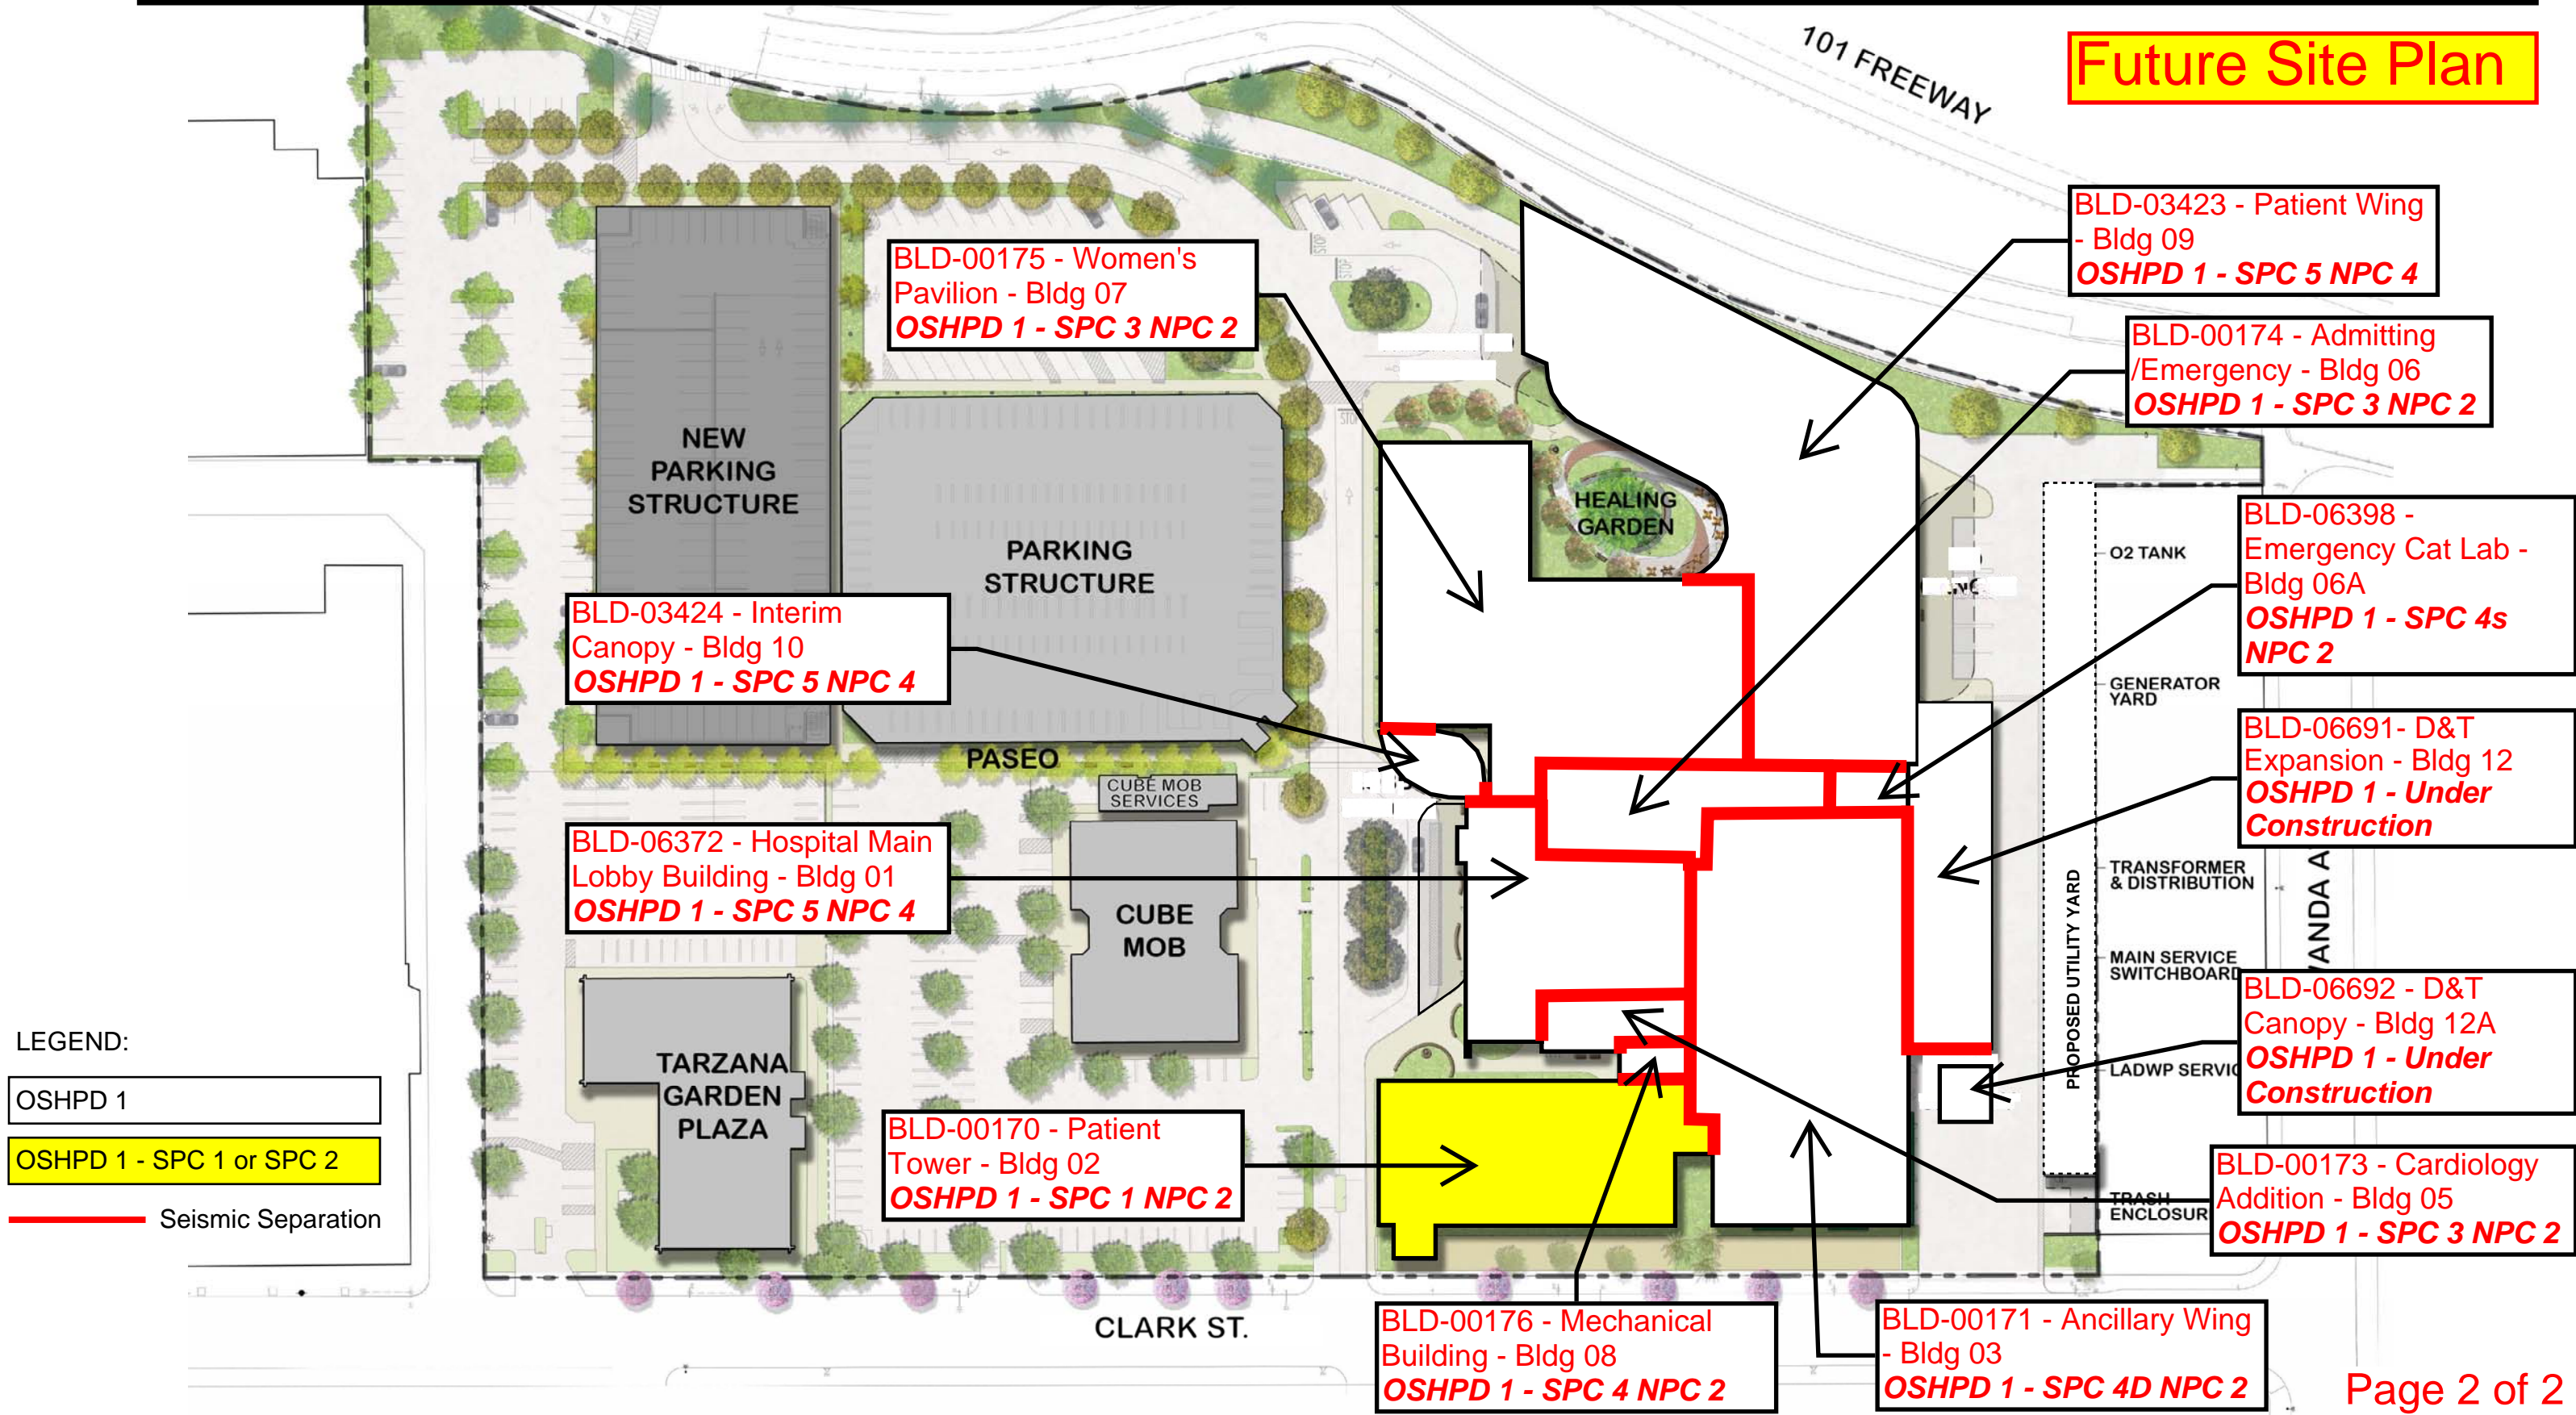 101 FREEWAY
Future Site Plan
BLD-03423 - Patient Wing
- Bldg 09
OSHPD 1 - SPC 5 NPC 4
BLD-00175 - Women's
Pavilion - Bldg 07
OSHPD 1 - SPC 3 NPC 2
BLD-00174 - Admitting
/Emergency - Bldg 06
OSHPD 1 - SPC 3 NPC 2
STOP
STOP
STOP
NEW
PARKING
STRUCTURE
PARKING
STRUCTURE
HEALING
GARDEN
BLD-06398 -
Emergency Cat Lab -
Bldg 06A
OSHPD 1 - SPC 4s
NPC 2
O2 TANK
BLD-03424 - Interim
Canopy - Bldg 10
OSHPD 1 - SPC 5 NPC 4
GENERATOR
YARD
BLD-06691- D&T
Expansion - Bldg 12
OSHPD 1 - Under
Construction
PASEO
CUBE MOB
SERVICES
BLD-06372 - Hospital Main
Lobby Building - Bldg 01
OSHPD 1 - SPC 5 NPC 4
CUBE
MOB
TRANSFORMER
& DISTRIBUTION
PROPOSED UTILITY YARD
MAIN SERVICE
SWITCHBOARD
BLD-06692 - D&T
Canopy - Bldg 12A
OSHPD 1 - Under
Construction
LEGEND:
OSHPD 1
OSHPD 1 - SPC 1 or SPC 2
Seismic Separation
TARZANA
GARDEN
PLAZA
BLD-00170 - Patient
Tower - Bldg 02
OSHPD 1 - SPC 1 NPC 2
LADWP
TRASH
BLD-00173 - Cardiology
Addition - Bldg 05
OSHPD 1 - SPC 3 NPC 2
CLARK ST.
BLD-00176 - Mechanical
Building - Bldg 08
OSHPD 1 - SPC 4 NPC 2
BLD-00171 - Ancillary Wing
- Bldg 03
OSHPD 1 - SPC 4D NPC 2
Page 2 of 2